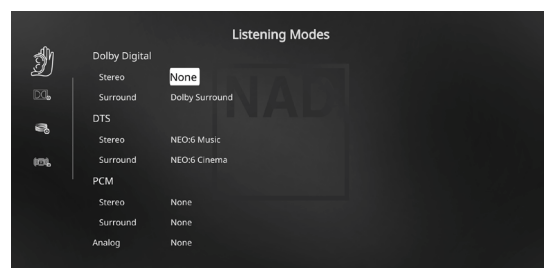 Listening Modes
Dolby Digital
Stereo None
Surround Dolby Surround
DTS
Stereo NEO:6 Music
Surround NEO:6 Cinema
PCM
Stereo None
Surround None
Analog None
NAD